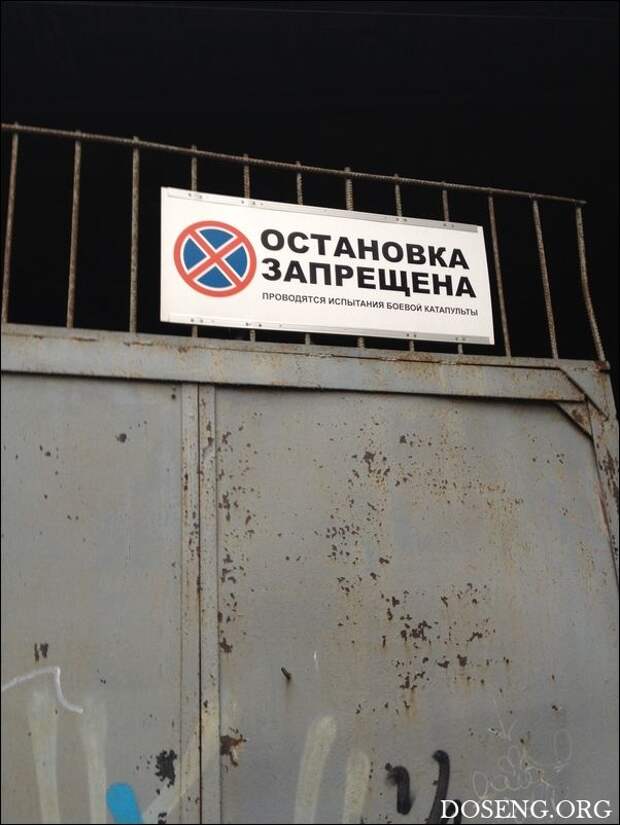 ОСТАНОВКА
ЗАПРЕЩЕНА
ПРОВОДЯТСЯ ИСПЫТАНИЯ БОЕВОЙ КАТАПУЛЬТЫ
DOSENG.ORG